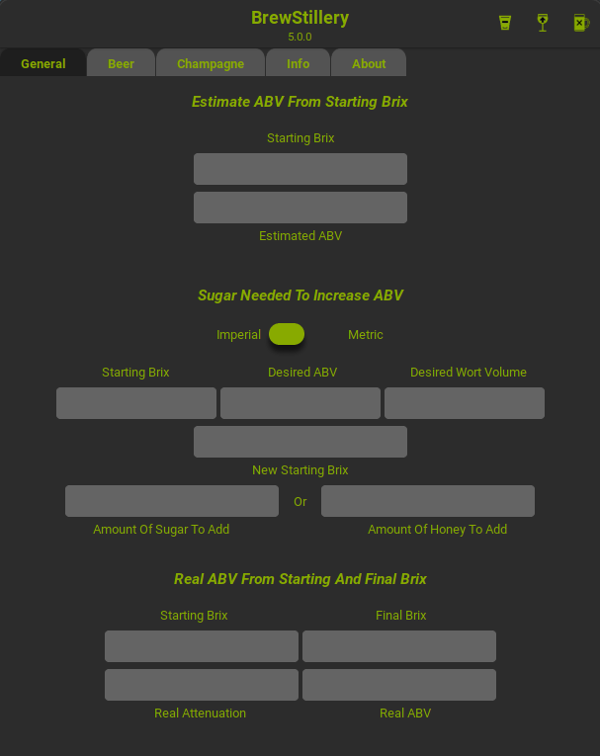 BrewStillery
5.0.0
General Beer Champagne Info About
Estimate ABV From Starting Brix
Starting Brix
Estimated ABV
Sugar Needed To Increase ABV
Imperial Metric
Starting Brix Desired ABV Desired Wort Volume
New Starting Brix
Or
Amount Of Sugar To Add Amount Of Honey To Add
Real ABV From Starting And Final Brix
Starting Brix Final Brix
Real Attenuation Real ABV